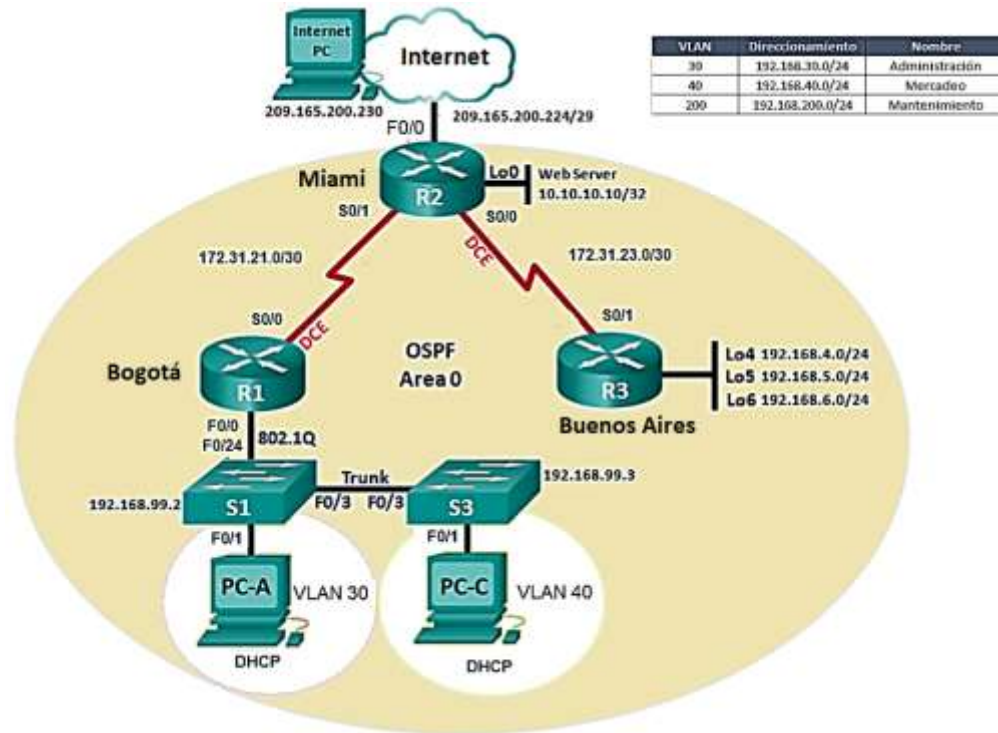 Internet
PC
Internet
209.165.200.230
209.165.200.224/29
F0/0
VLAN Direccionamiento Nombre
30 192.168.30.0/24 Administración
40 192.168.40.0/24 Mercadeo
200 192.168.200.0/24 Mantenimiento
Miami
R2
Lo0
Web Server
10.10.10.10/32
S0/1
S0/0
DCE
172.31.21.0/30
172.31.23.0/30
S0/0
DCE
S0/1
Bogotá
R1
OSPF
Area 0
R3
Buenos Aires
Lo4 192.168.4.0/24
Lo5 192.168.5.0/24
Lo6 192.168.6.0/24
F0/0
F0/24
802.1Q
Trunk
192.168.99.3
192.168.99.2
S1
F0/3 F0/3
S3
F0/1
F0/1
PC-A
VLAN 30
PC-C
VLAN 40
DHCP
DHCP